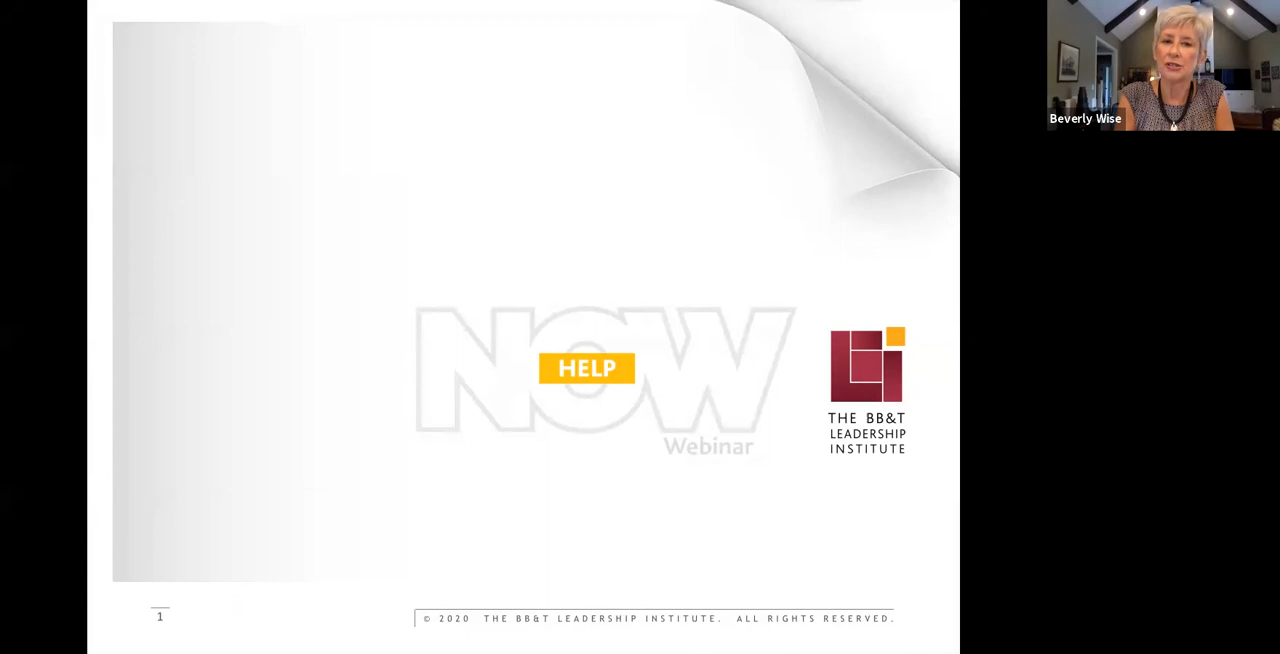 Beverly Wise
NOW
HELP
Webinar
THE BB&T
LEADERSHIP
INSTITUTE
1
© 2020 THE BB&T LEADERSHIP INSTITUTE. ALL RIGHTS RESERVED.